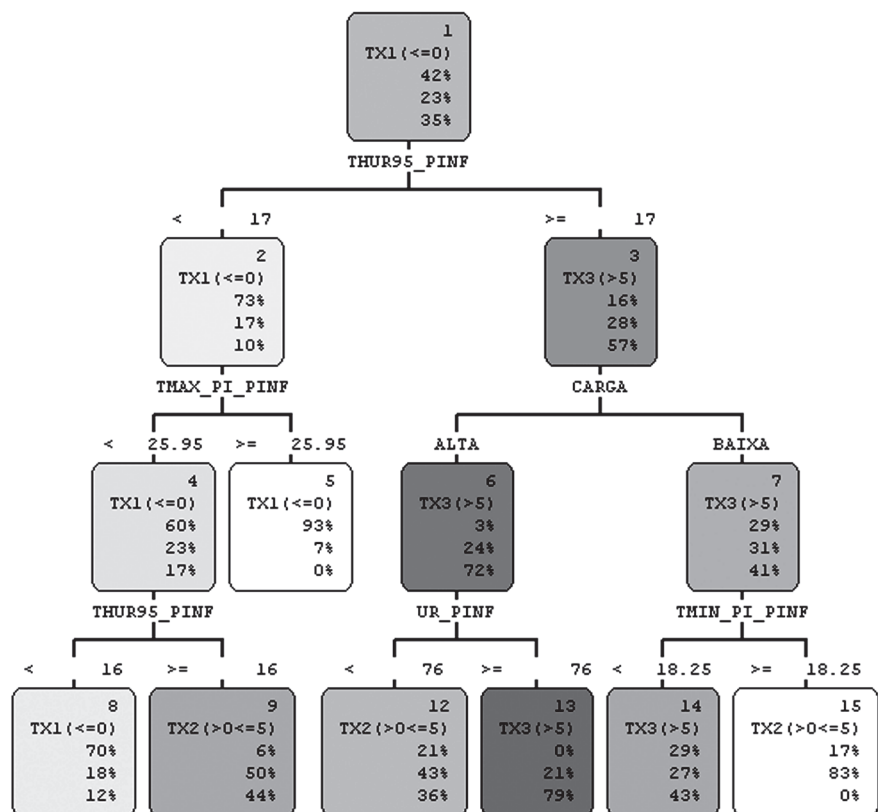 1
TX1(<=0)
42%
23%
35%
THUR95_PINF
< 17 >= 17
2
TX1(<=0)
73%
17%
10%
TMAX_PI_PINF
3
TX3(>5)
16%
28%
57%
CARGA
< 25.95 >= 25.95 ALTA BAIXA
4
TX1(<=0)
60%
23%
17%
THUR95_PINF
5
TX1(<=0)
93%
7%
0%
6
TX3(>5)
3%
24%
72%
UR_PINF
7
TX3(>5)
29%
31%
41%
TMIN_PI_PINF
< 16 >= 16 < 76 >= 76 < 18.25 >= 18.25
8
TX1(<=0)
70%
18%
12%
9
TX2(>0<=5)
6%
50%
44%
12
TX2(>0<=5)
21%
43%
36%
13
TX3(>5)
0%
21%
79%
14
TX3(>5)
29%
27%
43%
15
TX2(>0<=5)
17%
83%
0%